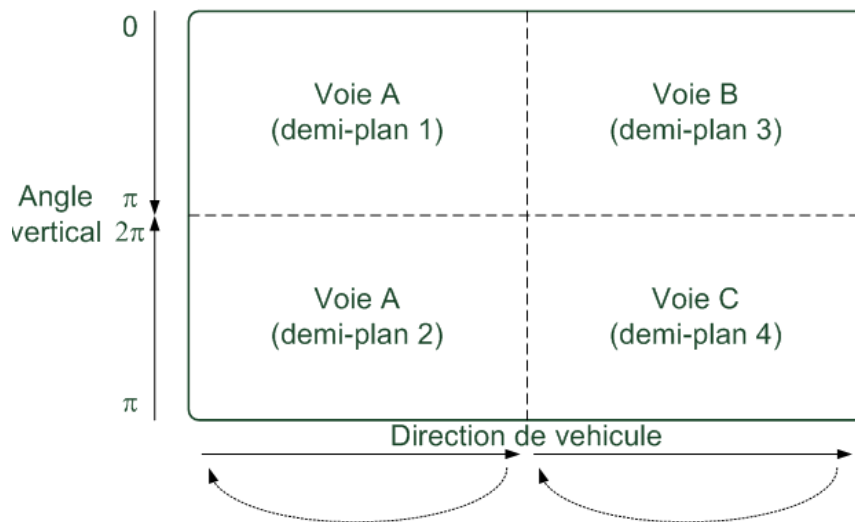 0
Voie A
(demi-plan 1)
Voie B
(demi-plan 3)
Angle
vertical
π
2π
Voie A
(demi-plan 2)
Voie C
(demi-plan 4)
π
Direction de vehicule